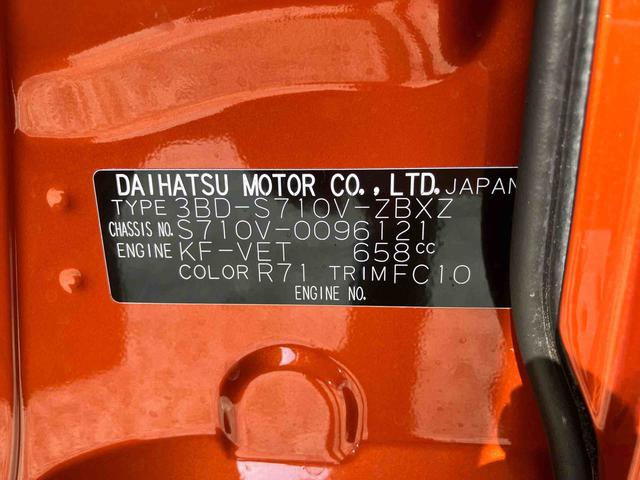 DAIHATSU MOTOR CO., LTD. JAPAN
TYPE 3BD-S710V-ZBXZ
CHASSIS NO. S710V-0096121
ENGINE KF-VET 658cc
COLOR R71 TRIM FC10
ENGINE NO.